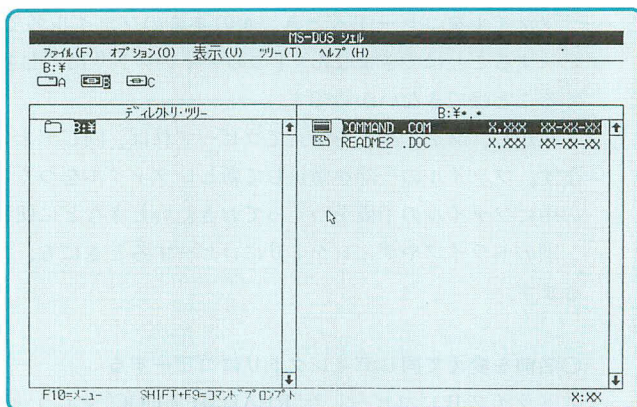 MS-DOS シェル
ファイル(F) オプション(O) 表示(V) ツリー(T) ヘルプ(H)
B:¥
A B C
ディレクトリ・ツリー
B:¥*.*
B:¥
COMMAND .COM X,XXX XX-XX-XX
README2 .DOC X,XXX XX-XX-XX
F10=メニュー SHIFT+F9=コマンドプロンプト X:XX